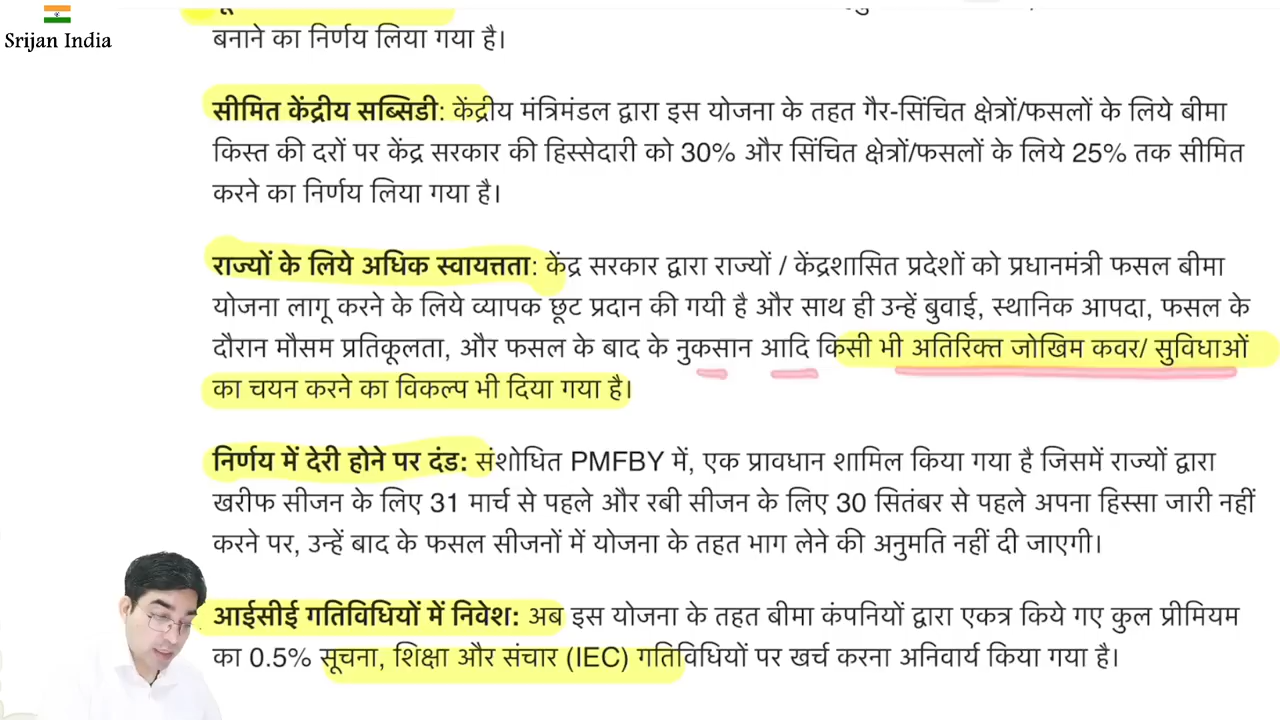 Srijan India
बनाने का निर्णय लिया गया है।
सीमित केंद्रीय सब्सिडी: केंद्रीय मंत्रिमंडल द्वारा इस योजना के तहत गैर-सिंचित क्षेत्रों/फसलों के लिये बीमा
किस्त की दरों पर केंद्र सरकार की हिस्सेदारी को 30% और सिंचित क्षेत्रों/फसलों के लिये 25% तक सीमित
करने का निर्णय लिया गया है।
राज्यों के लिये अधिक स्वायत्तता: केंद्र सरकार द्वारा राज्यों / केंद्रशासित प्रदेशों को प्रधानमंत्री फसल बीमा
योजना लागू करने के लिये व्यापक छूट प्रदान की गयी है और साथ ही उन्हें बुवाई, स्थानिक आपदा, फसल के
दौरान मौसम प्रतिकूलता, और फसल के बाद के नुकसान आदि किसी भी अतिरिक्त जोखिम कवर/ सुविधाओं
का चयन करने का विकल्प भी दिया गया है।
निर्णय में देरी होने पर दंड: संशोधित PMFBY में, एक प्रावधान शामिल किया गया है जिसमें राज्यों द्वारा
खरीफ सीजन के लिए 31 मार्च से पहले और रबी सीजन के लिए 30 सितंबर से पहले अपना हिस्सा जारी नहीं
करने पर, उन्हें बाद के फसल सीजनों में योजना के तहत भाग लेने की अनुमति नहीं दी जाएगी।
आईसीई गतिविधियों में निवेश: अब इस योजना के तहत बीमा कंपनियों द्वारा एकत्र किये गए कुल प्रीमियम
का 0.5% सूचना, शिक्षा और संचार (IEC) गतिविधियों पर खर्च करना अनिवार्य किया गया है।